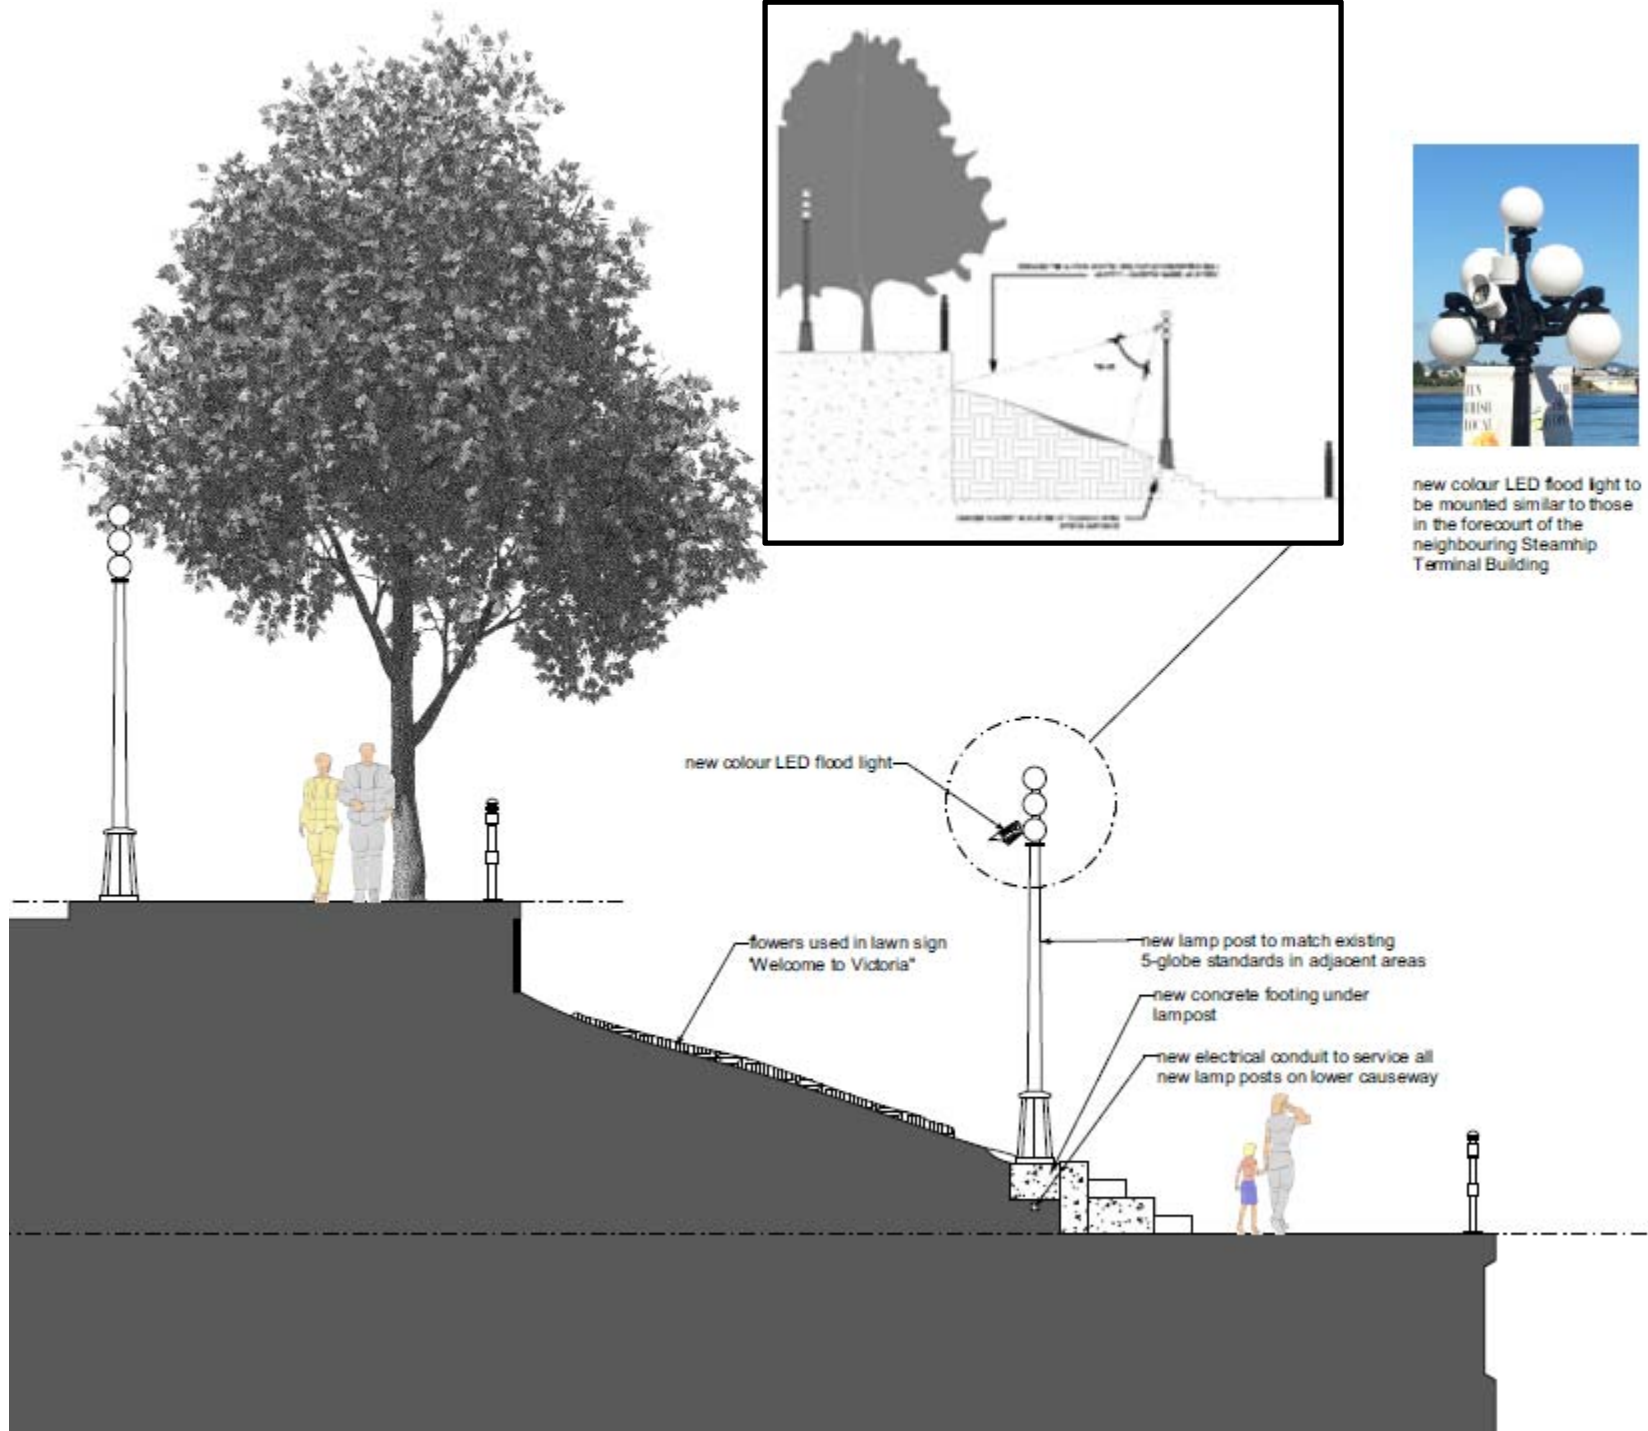 new colour LED flood light to
be mounted similar to those
in the forecourt of the
neighbouring Steamhip
Terminal Building
new colour LED flood light
flowers used in lawn sign
"Welcome to Victoria"
new lamp post to match existing
5-globe standards in adjacent areas
new concrete footing under
lampost
new electrical conduit to service all
new lamp posts on lower causeway